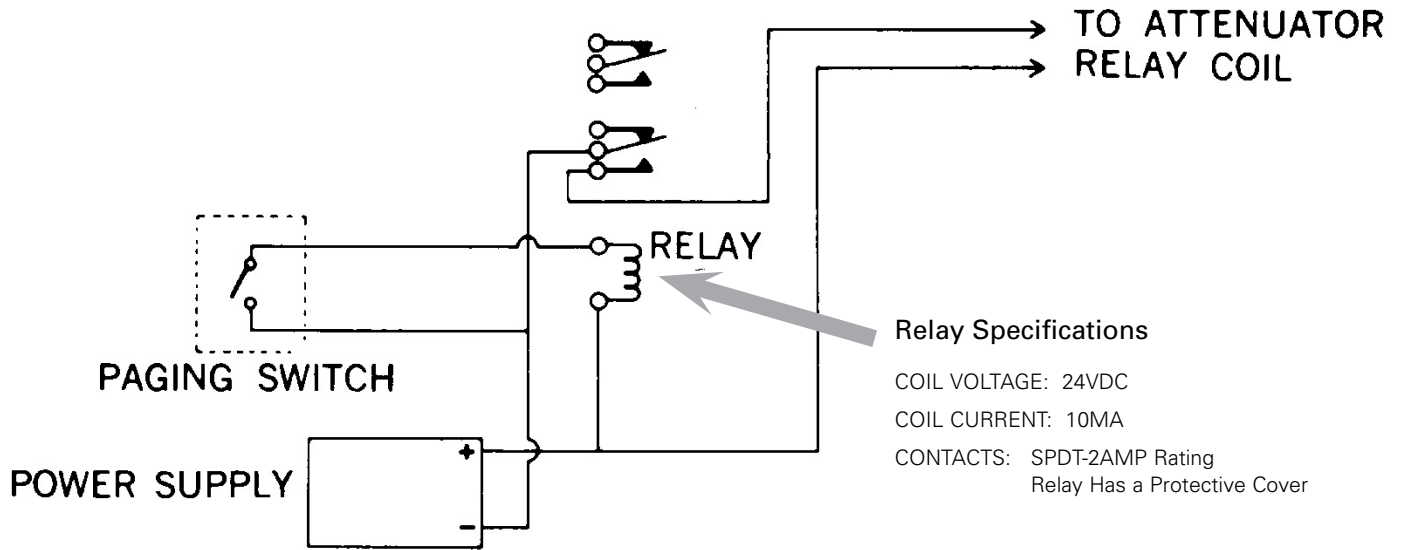 TO ATTENUATOR
RELAY COIL
RELAY
Relay Specifications
COIL VOLTAGE: 24VDC
COIL CURRENT: 10MA
CONTACTS: SPDT-2AMP Rating
Relay Has a Protective Cover
PAGING SWITCH
POWER SUPPLY
+
−